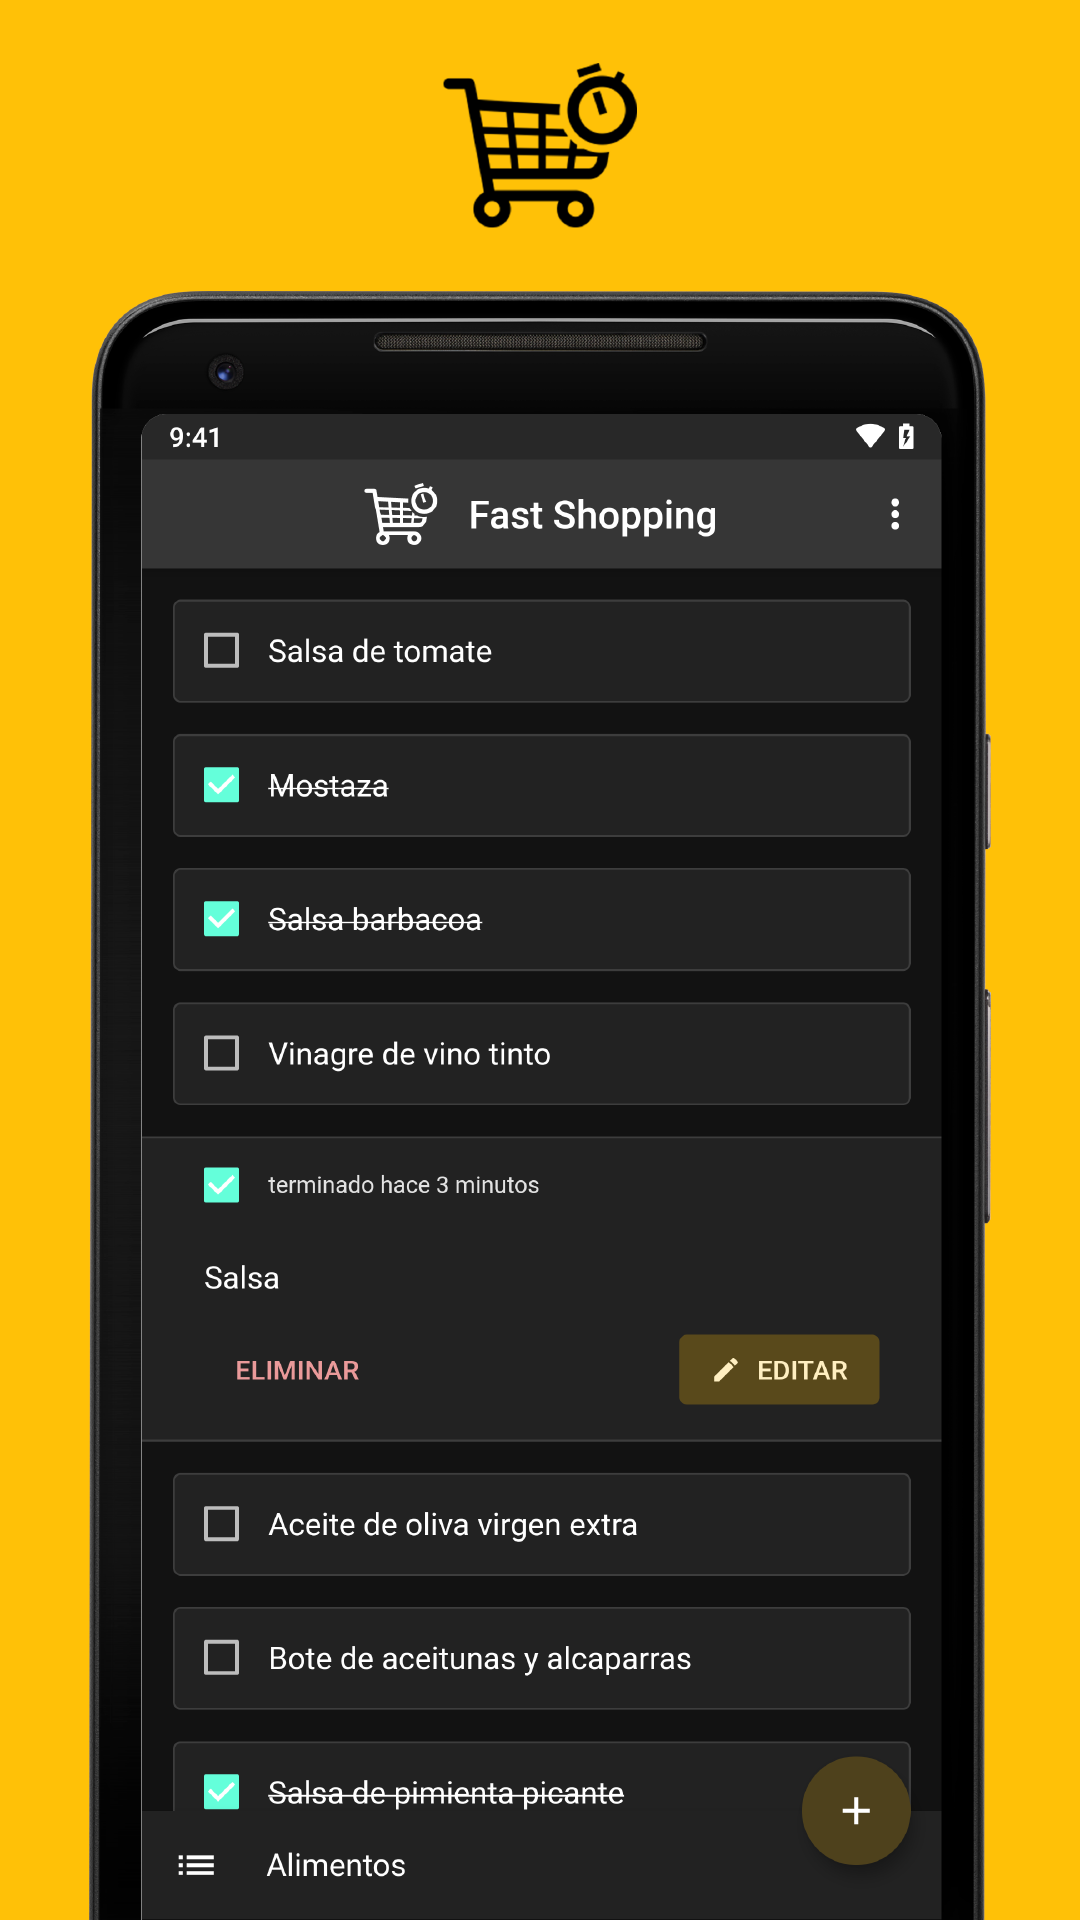 9:41
Fast Shopping
Salsa de tomate
Mostaza
Salsa barbacoa
Vinagre de vino tinto
terminado hace 3 minutos
Salsa
ELIMINAR
EDITAR
Aceite de oliva virgen extra
Bote de aceitunas y alcaparras
Salsa de pimienta picante
Alimentos